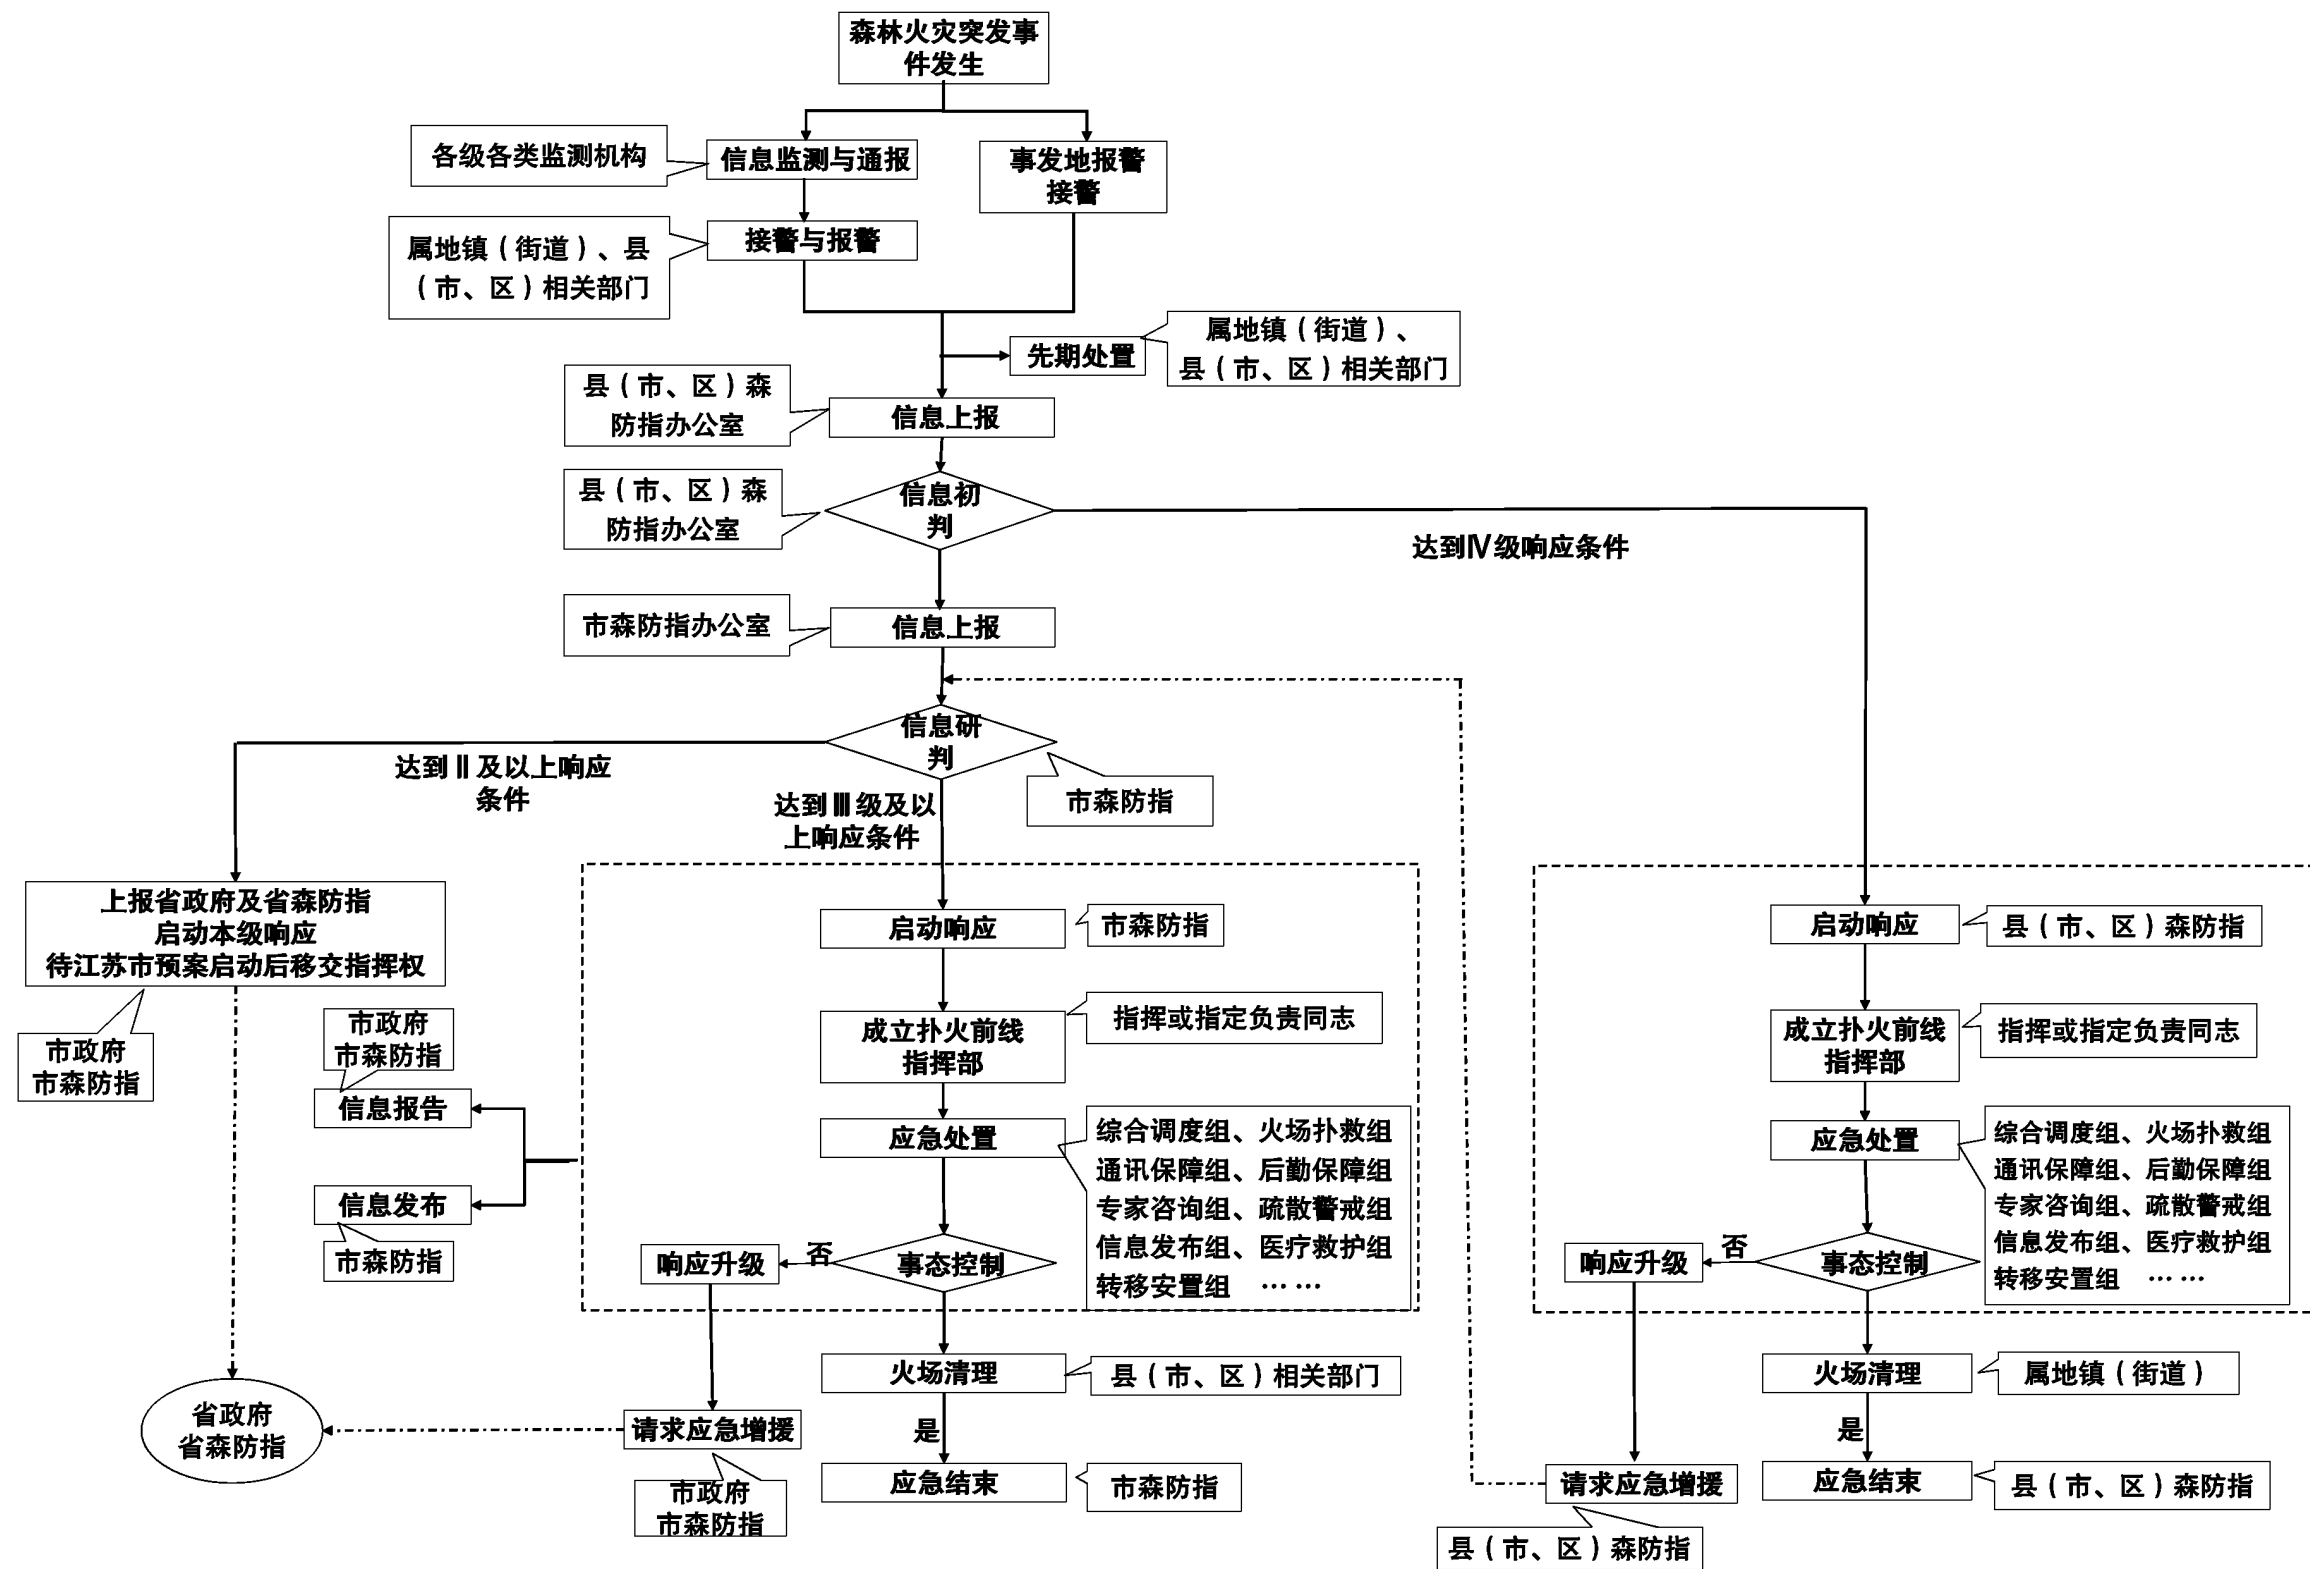 森林火灾突发事
件发生
各级各类监测机构
信息监测与通报
事发地报警
接警
属地镇（街道）、县
（市、区）相关部门
接警与报警
先期处置
属地镇（街道）、
县（市、区）相关部门
县（市、区）森
防指办公室
信息上报
县（市、区）森
防指办公室
信息初
判
达到Ⅳ级响应条件
市森防指办公室
信息上报
信息研
判
市森防指
达到Ⅱ及以上响应
条件
达到Ⅲ级及以
上响应条件
上报省政府及省森防指
启动本级响应
待江苏市预案启动后移交指挥权
市政府
市森防指
市政府
市森防指
信息报告
信息发布
市森防指
省政府
省森防指
启动响应
市森防指
成立扑火前线
指挥部
指挥或指定负责同志
应急处置
综合调度组、火场扑救组
通讯保障组、后勤保障组
专家咨询组、疏散警戒组
信息发布组、医疗救护组
转移安置组 ……
响应升级
否
事态控制
火场清理
县（市、区）相关部门
请求应急增援
是
市政府
市森防指
应急结束
市森防指
启动响应
县（市、区）森防指
成立扑火前线
指挥部
指挥或指定负责同志
应急处置
综合调度组、火场扑救组
通讯保障组、后勤保障组
专家咨询组、疏散警戒组
信息发布组、医疗救护组
转移安置组 ……
响应升级
否
事态控制
火场清理
属地镇（街道）
是
请求应急增援
县（市、区）森防指
应急结束
县（市、区）森防指